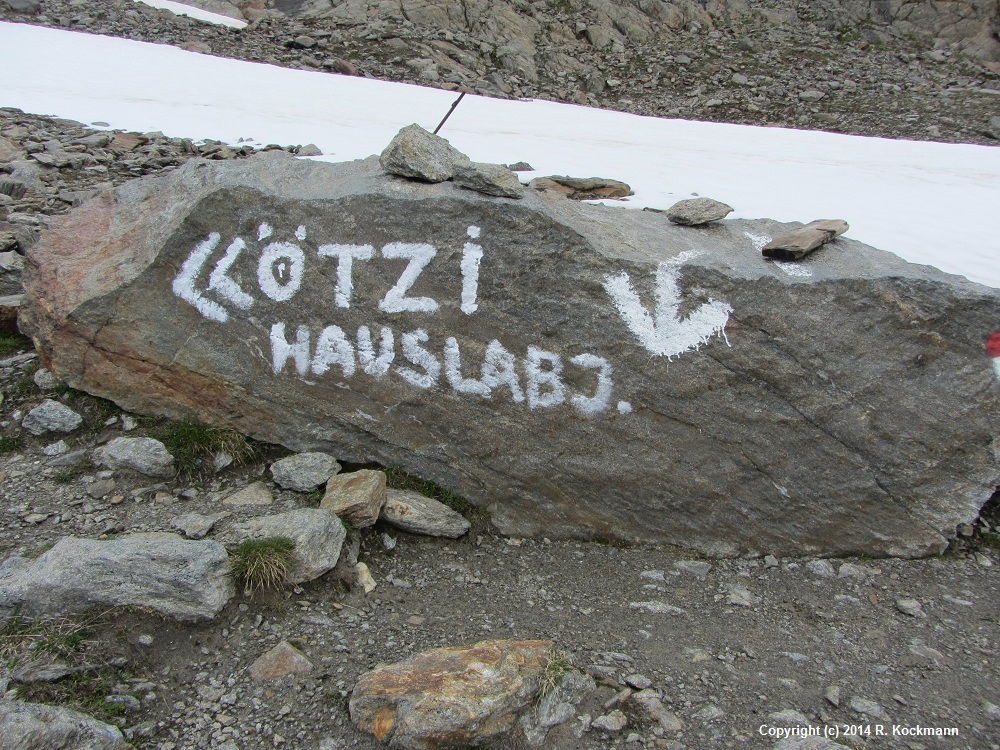 « ÖTZI
HAUSLABJ.
Copyright (c) 2014 R. Kockmann